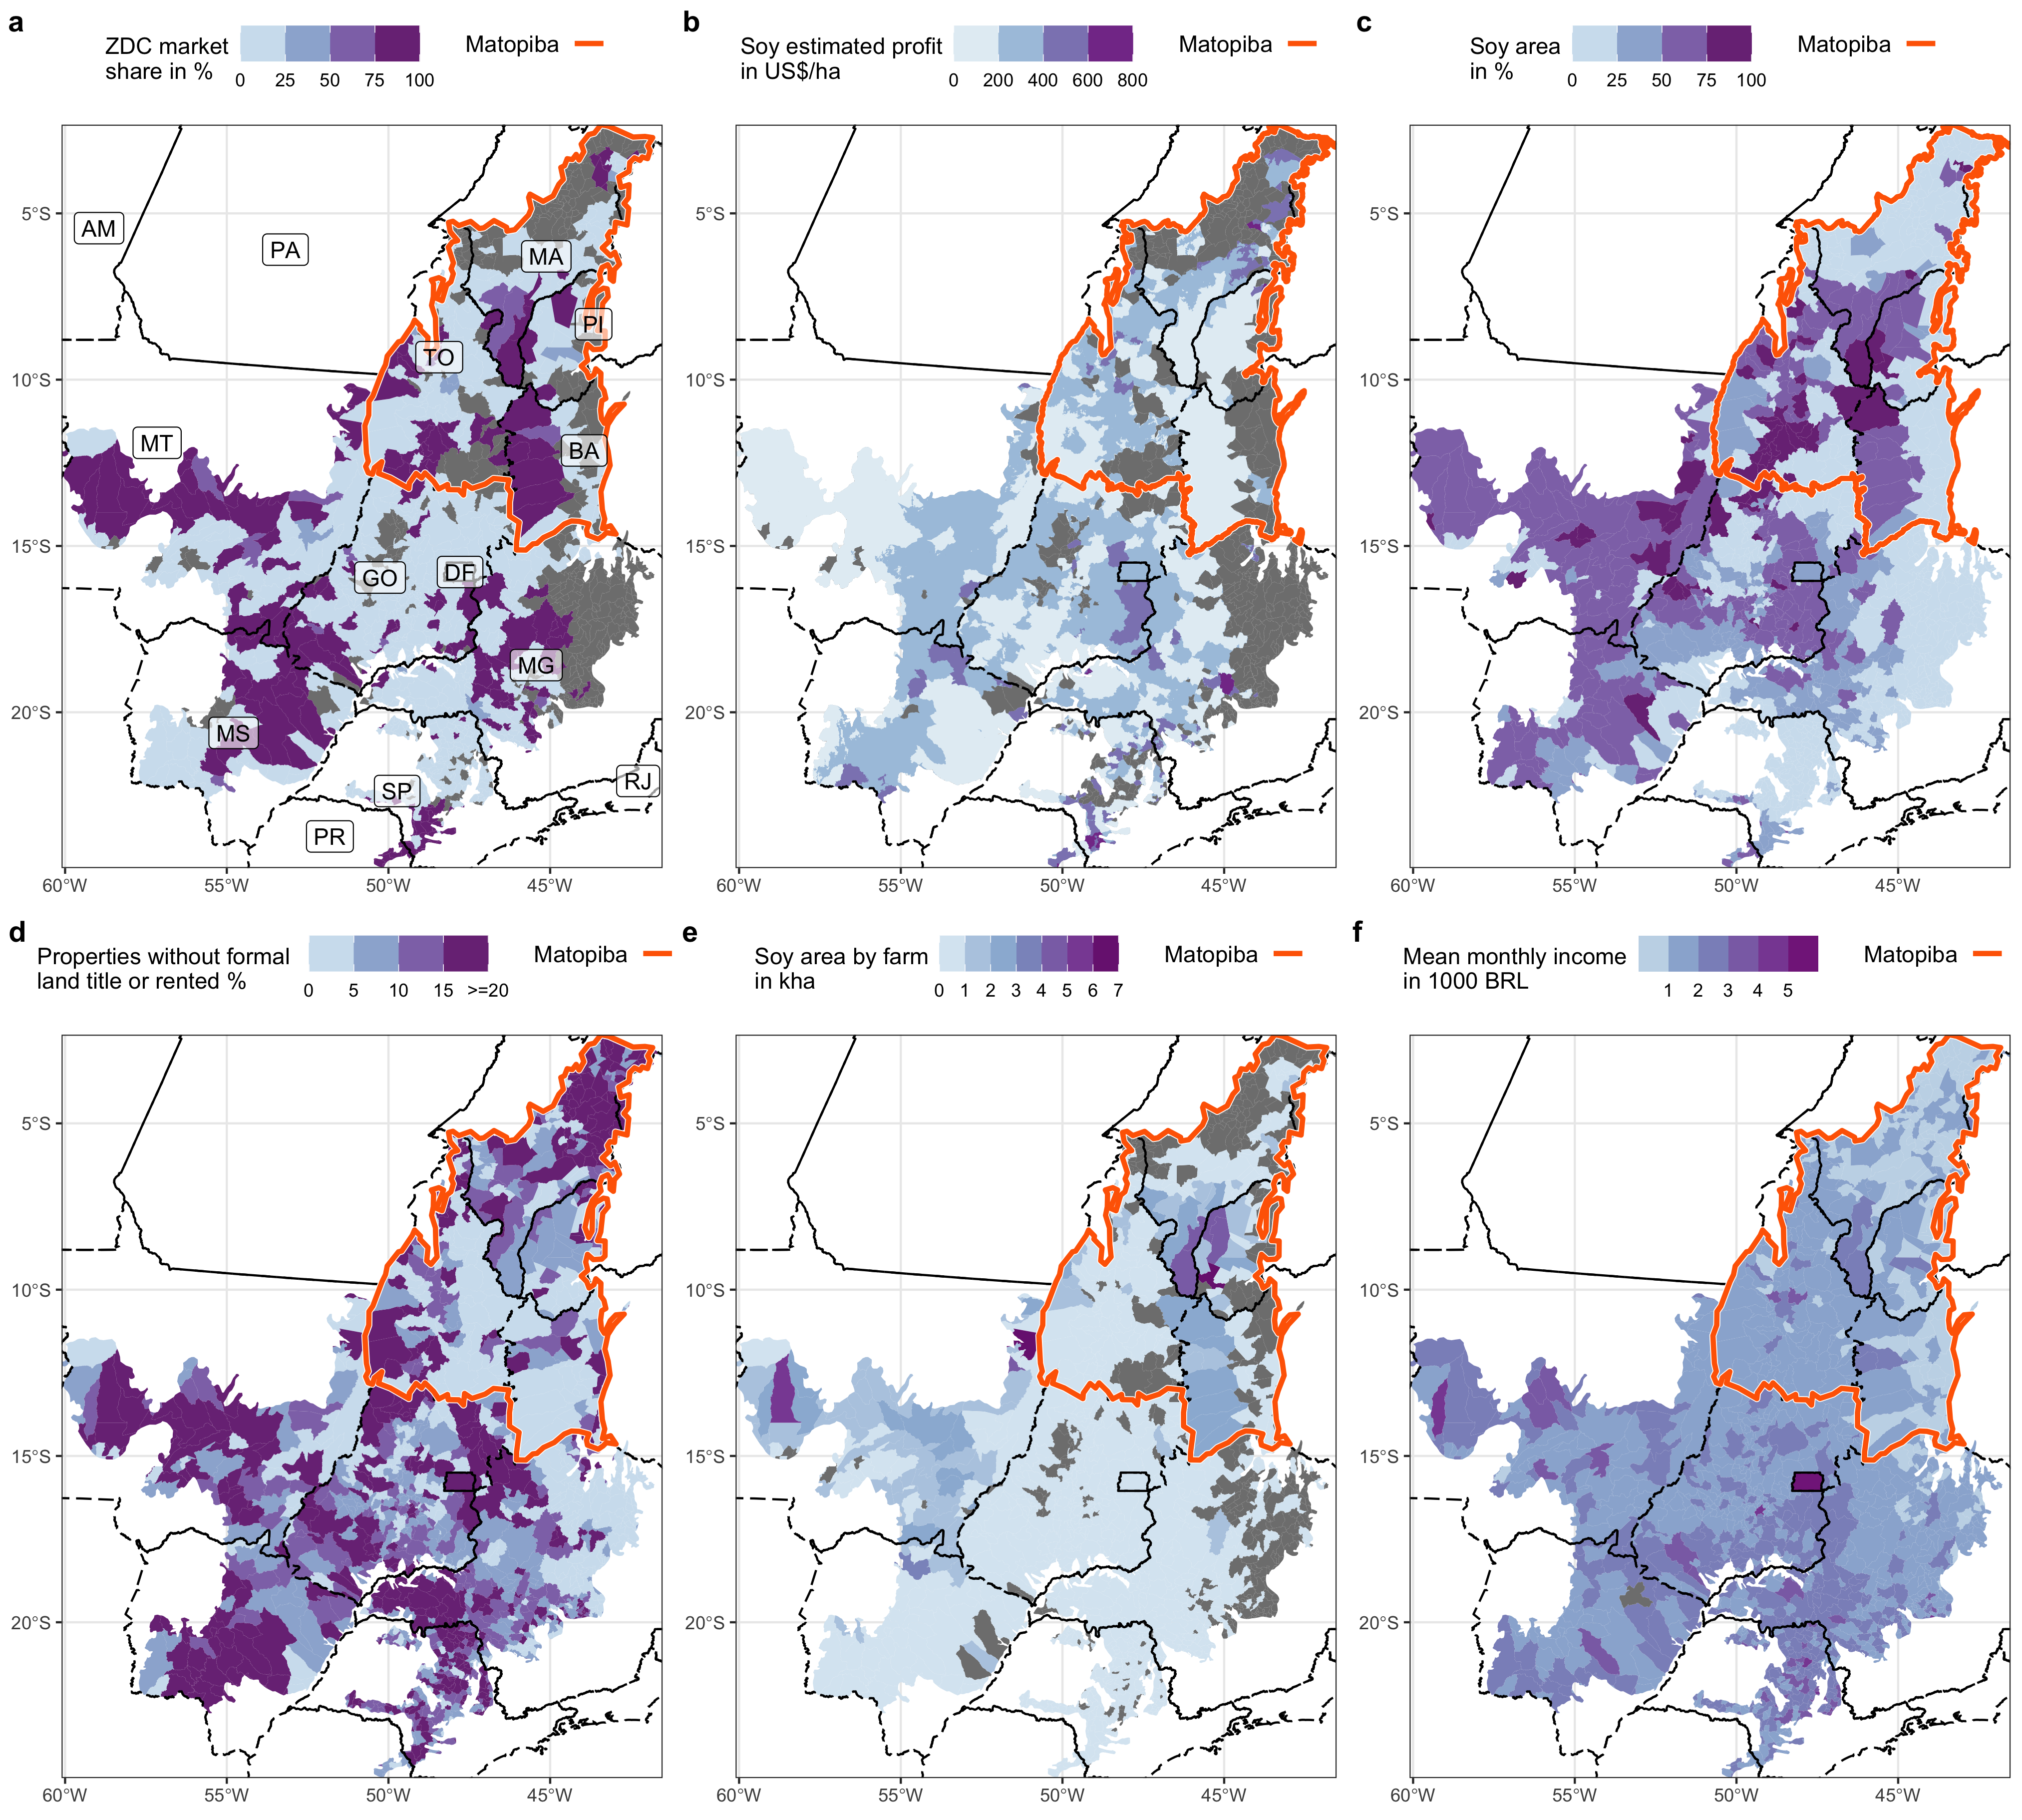 a
ZDC market
share in %
0 25 50 75 100
Matopiba
b
Soy estimated profit
in US$/ha
0 200 400 600 800
Matopiba
c
Soy area
in %
0 25 50 75 100
Matopiba
5°S
10°S
15°S
20°S
60°W 55°W 50°W 45°W
AM
PA
MA
PI
TO
MT
BA
GO
DF
MG
MS
SP
RJ
PR
5°S
10°S
15°S
20°S
60°W 55°W 50°W 45°W
5°S
10°S
15°S
20°S
60°W 55°W 50°W 45°W
d
Properties without formal
land title or rented %
0 5 10 15 >=20
Matopiba
e
Soy area by farm
in kha
0 1 2 3 4 5 6 7
Matopiba
f
Mean monthly income
in 1000 BRL
1 2 3 4 5
Matopiba
5°S
10°S
15°S
20°S
60°W 55°W 50°W 45°W
5°S
10°S
15°S
20°S
60°W 55°W 50°W 45°W
5°S
10°S
15°S
20°S
60°W 55°W 50°W 45°W